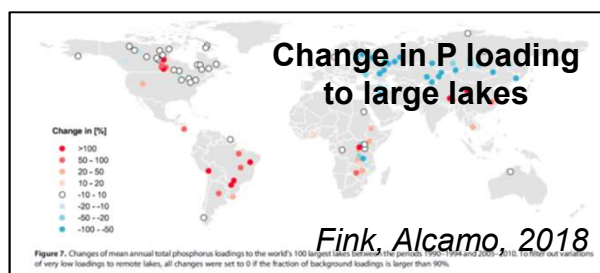 Change in P loading
to large lakes
Change in [%]
>100
50 - 100
20 - 50
10 - 20
-10 - 10
-20 - -10
-50 - -20
-100 - -50
Fink, Alcamo, 2018
Figure 7. Changes of mean annual total phosphorus loadings to the world's 100 largest lakes between the periods 1990–1994 and 2005–2010. To filter out variations
of very low loadings to remote lakes, all changes were set to 0 if the fraction of background loadings is larger than 90%.